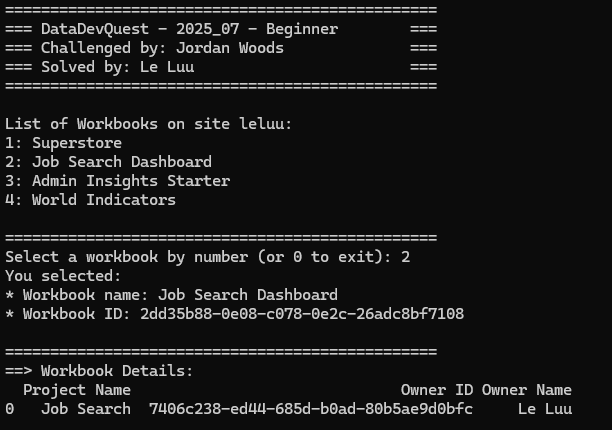 ================================================
=== DataDevQuest - 2025_07 - Beginner        ===
=== Challenged by: Jordan Woods              ===
=== Solved by: Le Luu                        ===
================================================
List of Workbooks on site leluu:
1: Superstore
2: Job Search Dashboard
3: Admin Insights Starter
4: World Indicators
================================================
Select a workbook by number (or 0 to exit): 2
You selected:
* Workbook name: Job Search Dashboard
* Workbook ID: 2dd35b88-0e08-c078-0e2c-26adc8bf7108
================================================
==> Workbook Details:
  Project Name                              Owner ID Owner Name
0   Job Search  7406c238-ed44-685d-b0ad-80b5ae9d0bfc     Le Luu